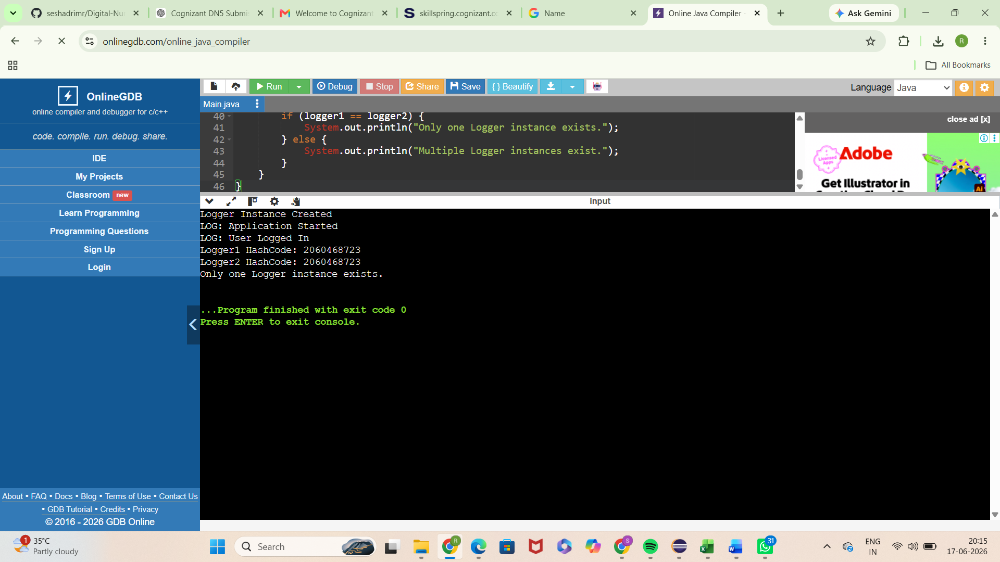 seshadrimr/Digital-Nur
Cognizant DN5 Submis
Welcome to Cognizant
skillspring.cognizant.co
Name
Online Java Compiler -
Ask Gemini
onlinegdb.com/online_java_compiler
R
All Bookmarks
OnlineGDB
online compiler and debugger for c/c++
code. compile. run. debug. share.
IDE
My Projects
Classroom new
Learn Programming
Programming Questions
Sign Up
Login
About • FAQ • Docs • Blog • Terms of Use • Contact Us
• GDB Tutorial • Credits • Privacy
© 2016 - 2026 GDB Online
Run
Debug
Stop
Share
Save
{ } Beautify
Language Java
Main.java
40 if (logger1 == logger2) {
41 System.out.println("Only one Logger instance exists.");
42 } else {
43 System.out.println("Multiple Logger instances exist.");
44 }
45 }
46 }
close ad [x]
Licensed
Apps
Adobe
Get Illustrator in
Ai
input
Logger Instance Created
LOG: Application Started
LOG: User Logged In
Logger1 HashCode: 2060468723
Logger2 HashCode: 2060468723
Only one Logger instance exists.
...Program finished with exit code 0
Press ENTER to exit console.
1
35°C
Partly cloudy
Search
R
S
31
ENG
IN
20:15
17-06-2026